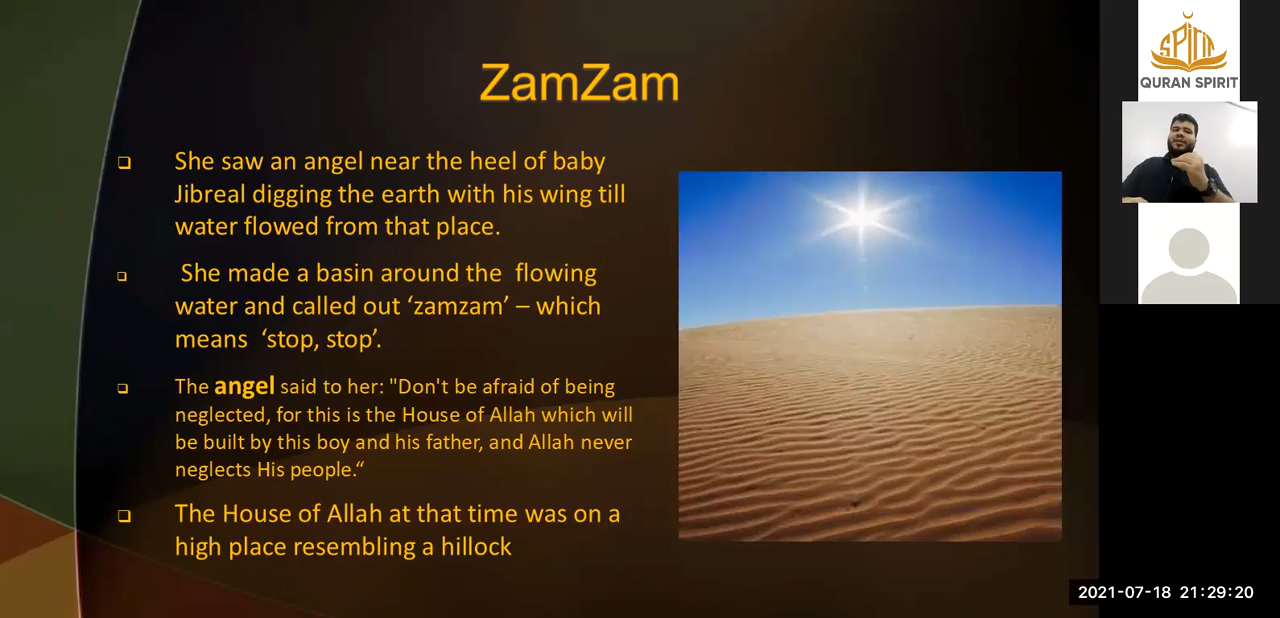 ZamZam
She saw an angel near the heel of baby
Jibreal digging the earth with his wing till
water flowed from that place.
She made a basin around the  flowing
water and called out ‘zamzam’ – which
means  ‘stop, stop’.
The angel said to her: "Don't be afraid of being
neglected, for this is the House of Allah which will
be built by this boy and his father, and Allah never
neglects His people.“
The House of Allah at that time was on a
high place resembling a hillock
SPIRIT
QURAN SPIRIT
2021-07-18 21:29:20